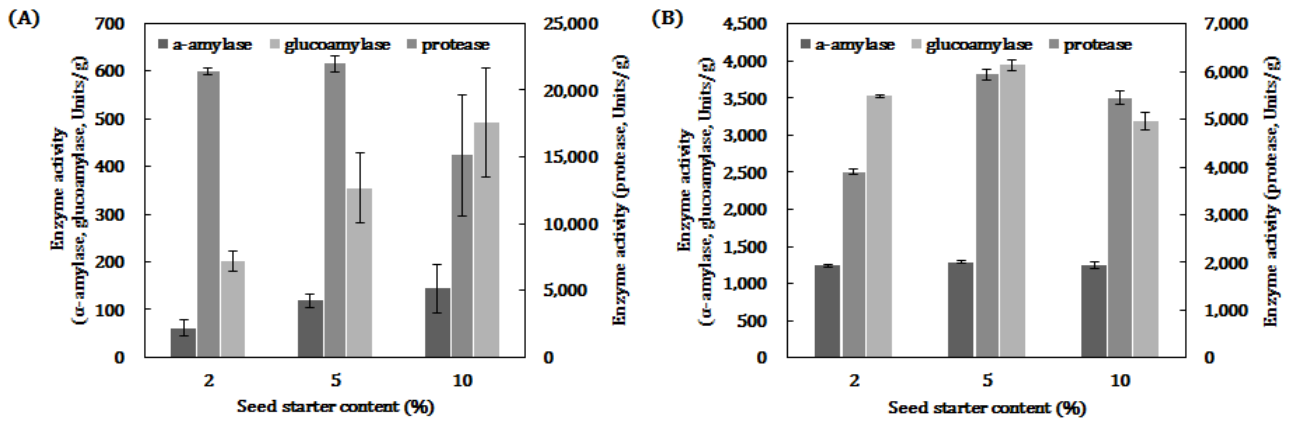 (A)
700
600
500
400
300
200
100
0
25,000
20,000
15,000
10,000
5,000
0
a-amylase glucoamylase protease
Enzyme activity
(α-amylase, glucoamylase, Units/g)
Enzyme activity (protease, Units/g)
2 5 10
Seed starter content (%)
(B)
4,500
4,000
3,500
3,000
2,500
2,000
1,500
1,000
500
0
7,000
6,000
5,000
4,000
3,000
2,000
1,000
0
a-amylase glucoamylase protease
Enzyme activity
(α-amylase, glucoamylase, Units/g)
Enzyme activity (protease, Units/g)
2 5 10
Seed starter content (%)